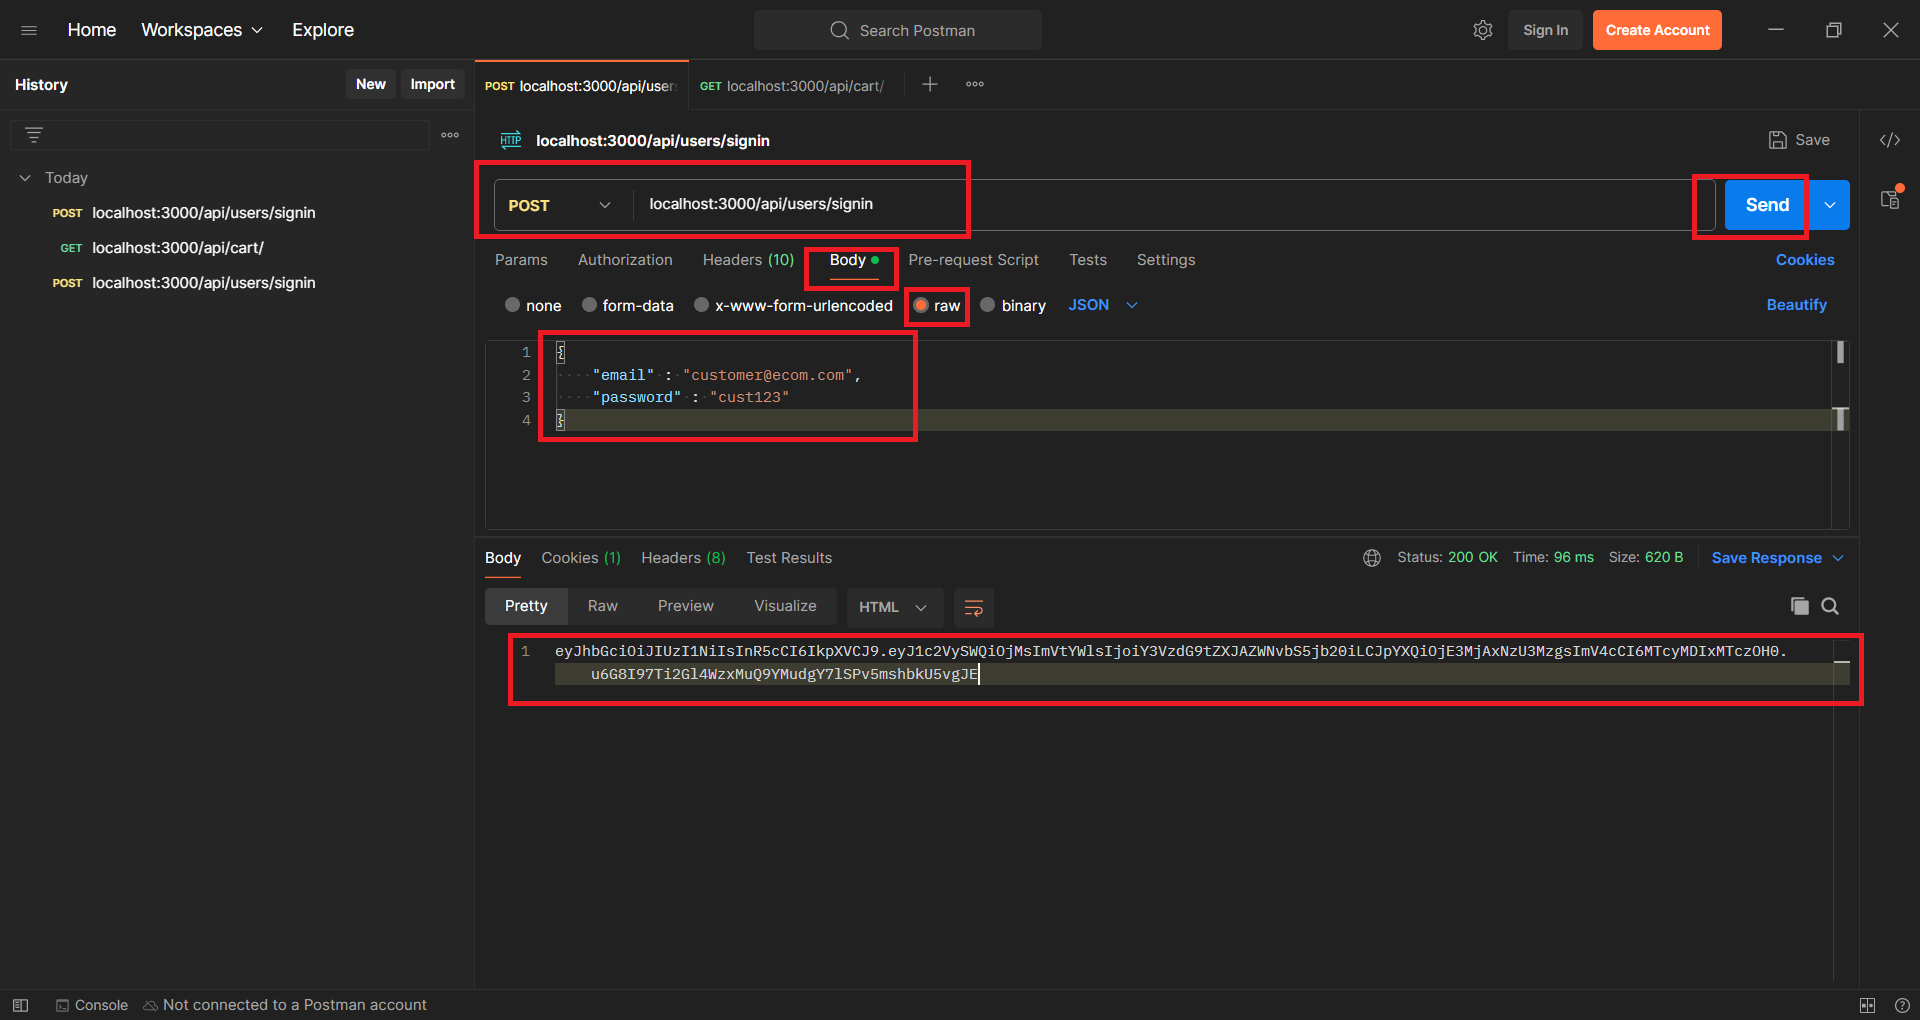 Home Workspaces Explore
Search Postman
Sign In Create Account
History New Import
POST localhost:3000/api/user
GET localhost:3000/api/cart/
HTTP localhost:3000/api/users/signin
Save
Today
POST localhost:3000/api/users/signin
GET localhost:3000/api/cart/
POST localhost:3000/api/users/signin
POST localhost:3000/api/users/signin Send
Params Authorization Headers (10) Body Pre-request Script Tests Settings Cookies
none form-data x-www-form-urlencoded raw binary JSON Beautify
1 {
2 "email" : "customer@ecom.com",
3 "password" : "cust123"
4 }
Body Cookies (1) Headers (8) Test Results Status: 200 OK Time: 96 ms Size: 620 B Save Response
Pretty Raw Preview Visualize HTML
1 eyJhbGciOiJIUzI1NiIsInR5cCI6IkpXVCJ9.eyJ1c2VySWQiOjMsImVtYWlsIjoiY3VzdG9tZXJAZWNvbS5jb20iLCJpYXQiOjE3MjAxNzU3MzgsImV4cCI6MTcyMDIxMTczOH0.
u6G8I97Ti2Gl4WzxMuQ9YMudgY7lSPv5mshbkU5vgJE
Console Not connected to a Postman account